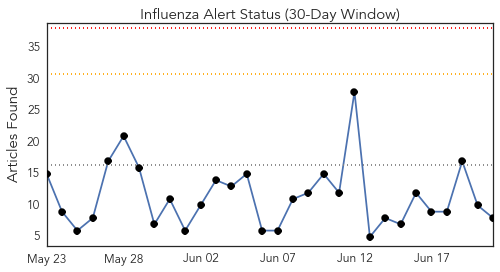 Influenza Alert Status (30-Day Window)
Articles Found
35
30
25
20
15
10
5
May 23 May 28 Jun 02 Jun 07 Jun 12 Jun 17